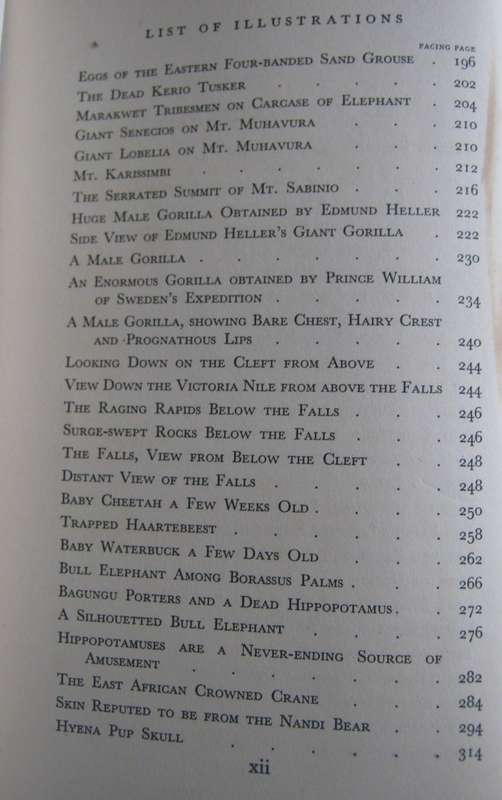 LIST OF ILLUSTRATIONS
FACING PAGE
EGGS OF THE EASTERN FOUR-BANDED SAND GROUSE . 196
THE DEAD KERIO TUSKER . . . . . 202
MARAKWET TRIBESMEN ON CARCASE OF ELEPHANT . 204
GIANT SENECIOS ON MT. MUHAVURA . . . 210
GIANT LOBELIA ON MT. MUHAVURA . . . 210
MT. KARISSIMBI . . . . . . 212
THE SERRATED SUMMIT OF MT. SABINIO . . . 216
HUGE MALE GORILLA OBTAINED BY EDMUND HELLER 222
SIDE VIEW OF EDMUND HELLER'S GIANT GORILLA . 222
A MALE GORILLA . . . . . . . 230
AN ENORMOUS GORILLA OBTAINED BY PRINCE WILLIAM
OF SWEDEN'S EXPEDITION . . . . . 234
A MALE GORILLA, SHOWING BARE CHEST, HAIRY CREST
AND PROGNATHOUS LIPS . . . . . 240
LOOKING DOWN ON THE CLEFT FROM ABOVE . . 244
VIEW DOWN THE VICTORIA NILE FROM ABOVE THE FALLS 244
THE RAGING RAPIDS BELOW THE FALLS . . . 246
SURGE-SWEPT ROCKS BELOW THE FALLS . . . 246
THE FALLS, VIEW FROM BELOW THE CLEFT . . 248
DISTANT VIEW OF THE FALLS . . . . . 248
BABY CHEETAH A FEW WEEKS OLD . . . . 250
TRAPPED HAARTEBEEST . . . . . . 258
BABY WATERBUCK A FEW DAYS OLD . . . 262
BULL ELEPHANT AMONG BORASSUS PALMS . . . 266
BAGUNGU PORTERS AND A DEAD HIPPOPOTAMUS . . 272
A SILHOUETTED BULL ELEPHANT . . . . 276
HIPPOPOTAMUSES ARE A NEVER-ENDING SOURCE OF
AMUSEMENT . . . . . . 282
THE EAST AFRICAN CROWNED CRANE . . . 284
SKIN REPUTED TO BE FROM THE NANDI BEAR . . 294
HYENA PUP SKULL . . . . . 314
xii